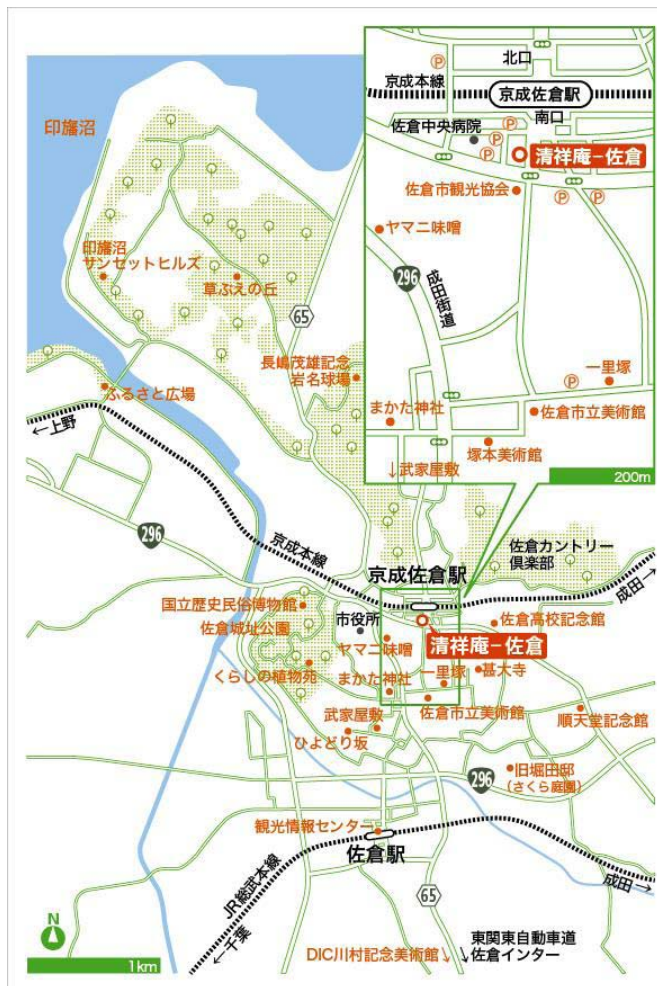 北口
京成本線
京成佐倉駅
南口
佐倉中央病院
清祥庵−佐倉
佐倉市観光協会
ヤマニ味噌
296
成田街道
一里塚
まかた神社
佐倉市立美術館
塚本美術館
↓武家屋敷
200m
P
P
P
P
P
P
P
印旛沼
印旛沼
サンセットヒルズ
草ぶえの丘
65
長嶋茂雄記念
岩名球場
ふるさと広場
←上野
296
京成本線
京成佐倉駅
佐倉カントリー
倶楽部
成田→
国立歴史民俗博物館
佐倉城址公園
市役所
佐倉高校記念館
清祥庵−佐倉
ヤマニ味噌
くらしの植物苑
まかた神社
一里塚
甚大寺
佐倉市立美術館
順天堂記念館
武家屋敷
ひよどり坂
296
旧堀田邸
(さくら庭園)
観光情報センター
佐倉駅
JR総武本線
←千葉
成田→
65
N
1km
DIC川村記念美術館↓
↓東関東自動車道
佐倉インター